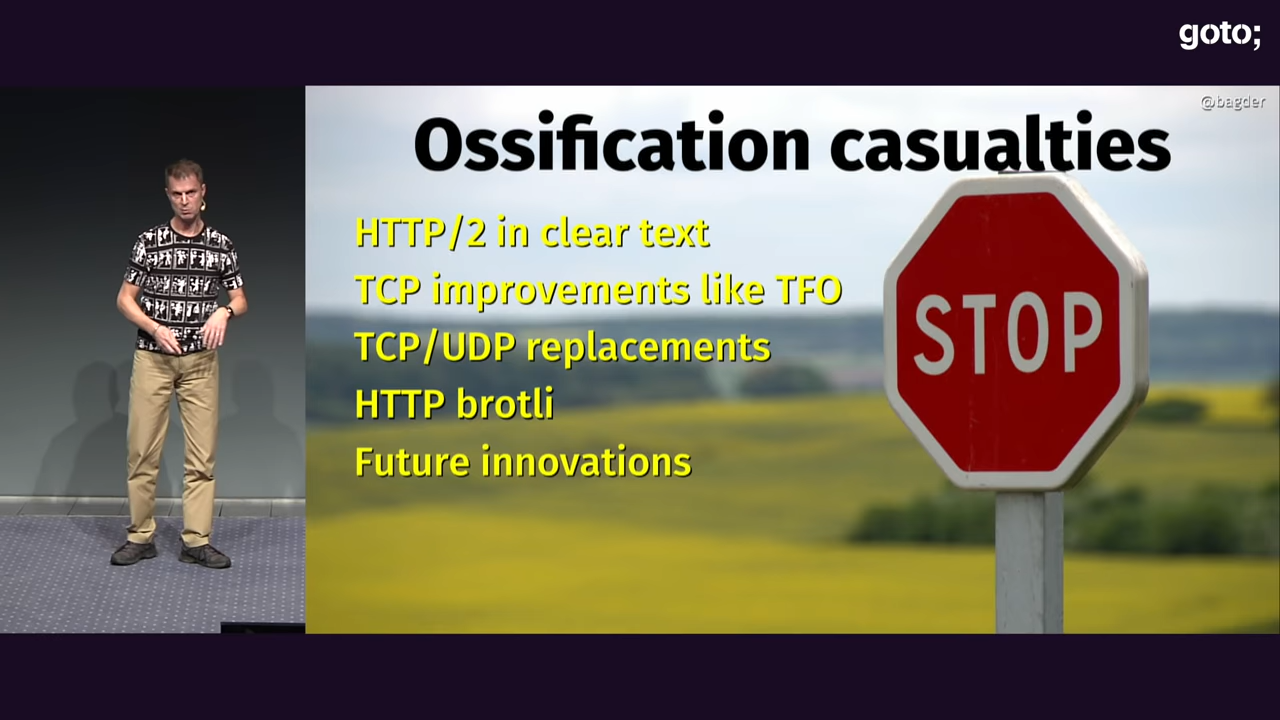 goto;
@bagder
Ossification casualties
HTTP/2 in clear text
TCP improvements like TFO
TCP/UDP replacements
HTTP brotli
Future innovations
STOP